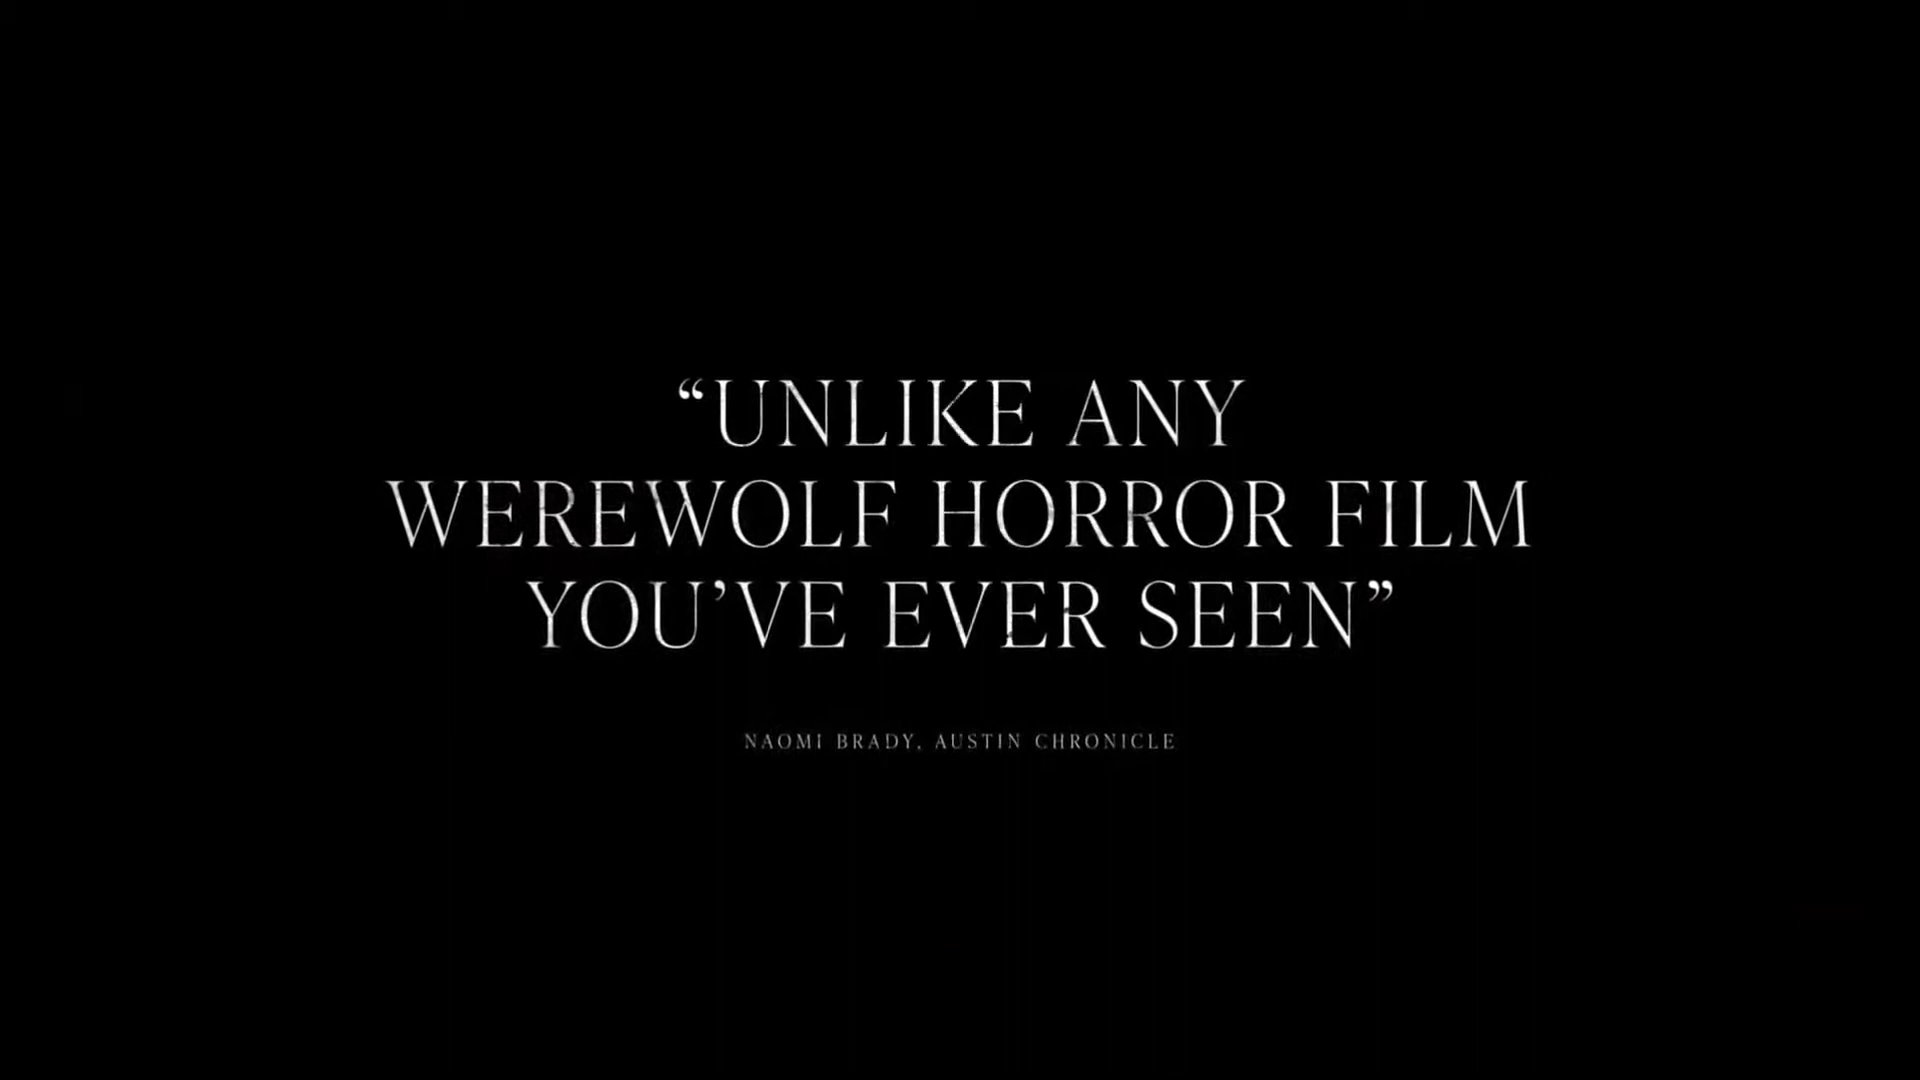 “UNLIKE ANY
WEREWOLF HORROR FILM
YOU’VE EVER SEEN”
NAOMI BRADY, AUSTIN CHRONICLE